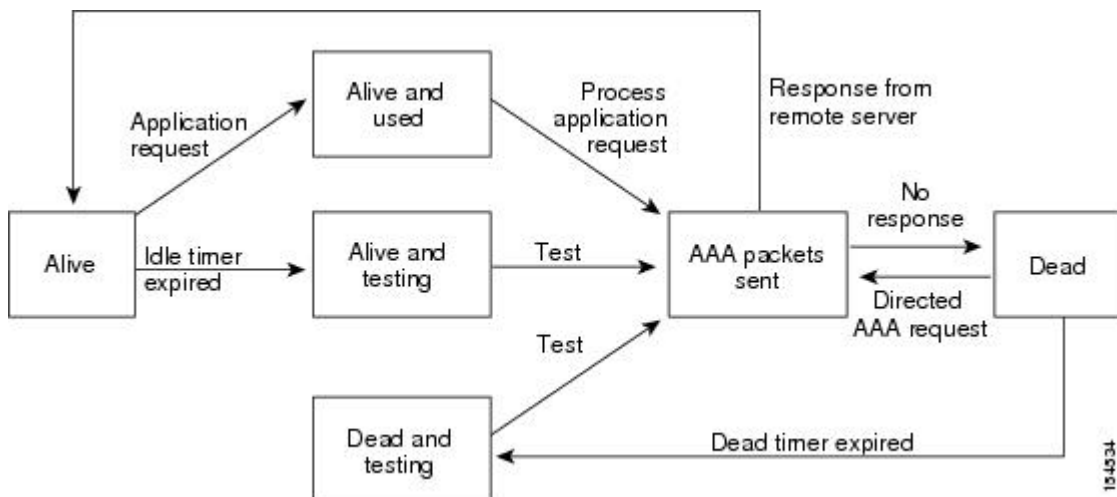 Alive and
used
Process
application
request
Response from
remote server
Application
request
No
response
Alive
Idle timer
expired
Alive and
testing
Test
AAA packets
sent
Dead
Directed
AAA request
Test
Dead and
testing
Dead timer expired
154534